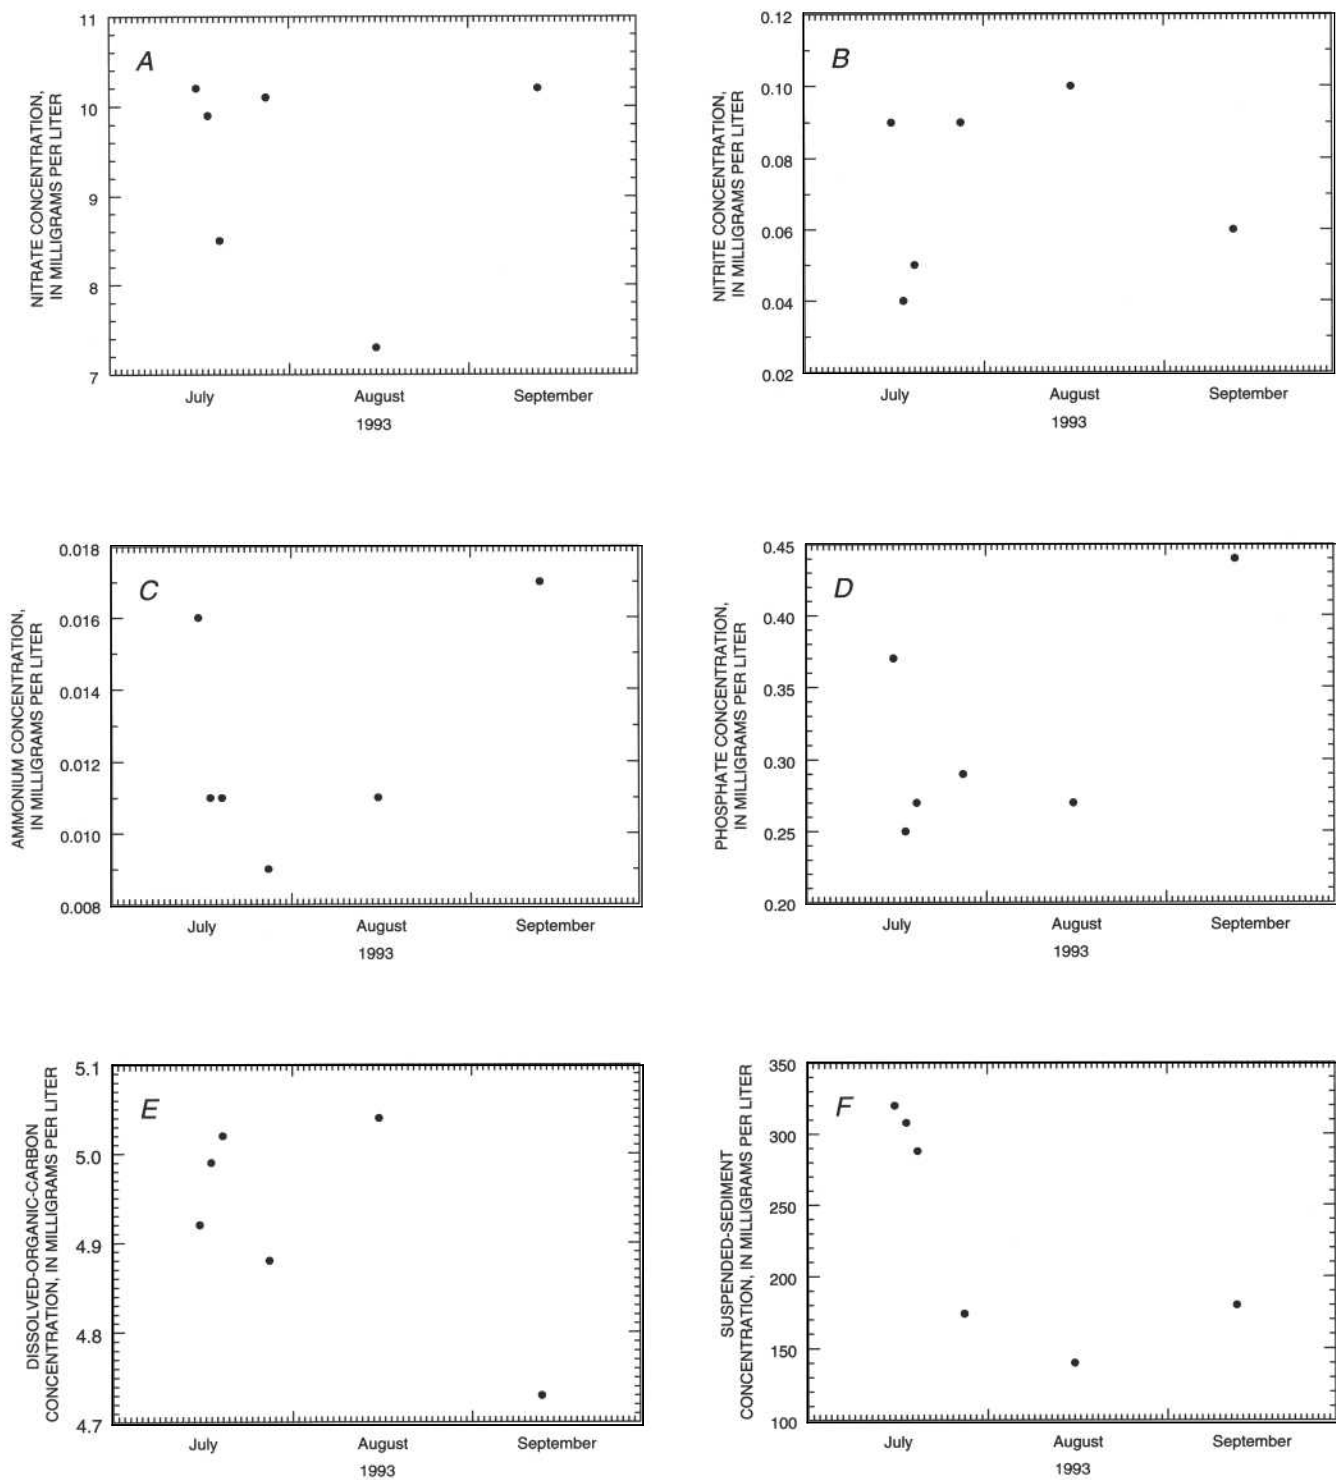 NITRATE CONCENTRATION,
IN MILLIGRAMS PER LITER
11
10
9
8
7
A
July
August
September
1993
NITRITE CONCENTRATION,
IN MILLIGRAMS PER LITER
0.12
0.10
0.08
0.06
0.04
0.02
B
July
August
September
1993
AMMONIUM CONCENTRATION,
IN MILLIGRAMS PER LITER
0.018
0.016
0.014
0.012
0.010
0.008
C
July
August
September
1993
PHOSPHATE CONCENTRATION,
IN MILLIGRAMS PER LITER
0.45
0.40
0.35
0.30
0.25
0.20
D
July
August
September
1993
DISSOLVED-ORGANIC-CARBON
CONCENTRATION, IN MILLIGRAMS PER LITER
5.1
5.0
4.9
4.8
4.7
E
July
August
September
1993
SUSPENDED-SEDIMENT
CONCENTRATION, IN MILLIGRAMS PER LITER
350
300
250
200
150
100
F
July
August
September
1993